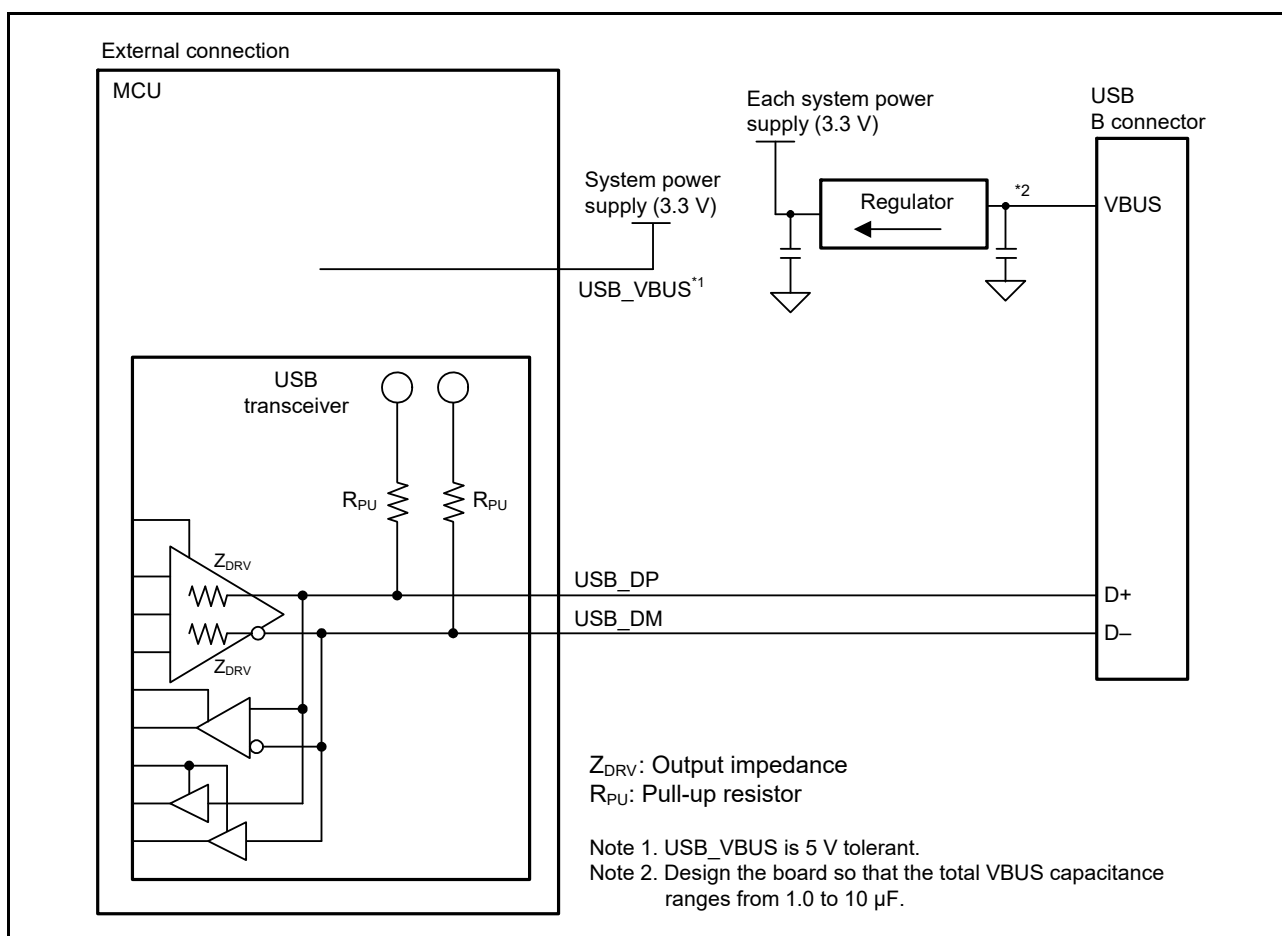 External connection
MCU
Each system power
supply (3.3 V)
USB
B connector
System power
supply (3.3 V)
*2
Regulator
VBUS
USB_VBUS*1
USB
transceiver
RPU
RPU
ZDRV
USB_DP
D+
USB_DM
D–
ZDRV
ZDRV: Output impedance
RPU: Pull-up resistor
Note 1. USB_VBUS is 5 V tolerant.
Note 2. Design the board so that the total VBUS capacitance
ranges from 1.0 to 10 µF.